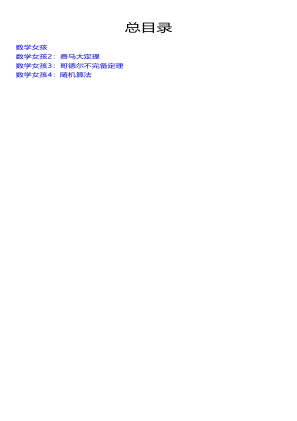 总目录
数学女孩
数学女孩2：费马大定理
数学女孩3：哥德尔不完备定理
数学女孩4：随机算法